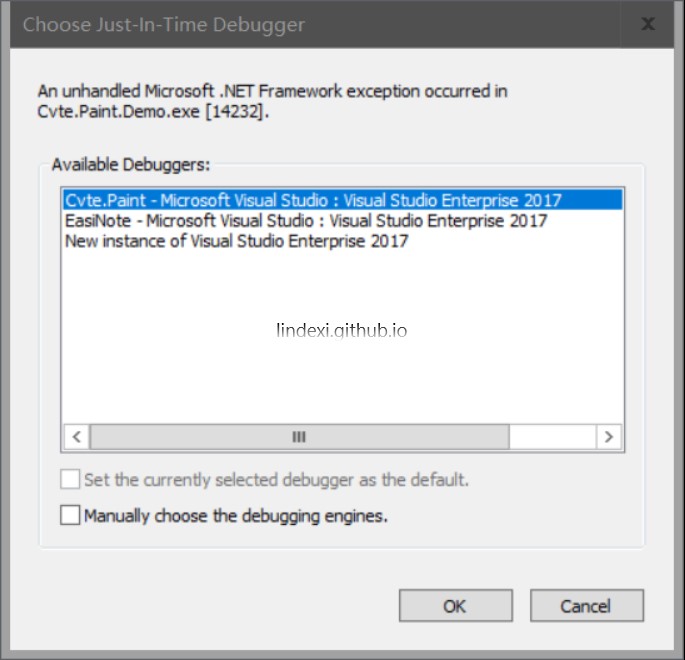 Choose Just-In-Time Debugger
An unhandled Microsoft .NET Framework exception occurred in
Cvte.Paint.Demo.exe [14232].
Available Debuggers:
Cvte.Paint - Microsoft Visual Studio : Visual Studio Enterprise 2017
EasiNote - Microsoft Visual Studio : Visual Studio Enterprise 2017
New instance of Visual Studio Enterprise 2017
lindexi.github.io
Set the currently selected debugger as the default.
Manually choose the debugging engines.
OK
Cancel